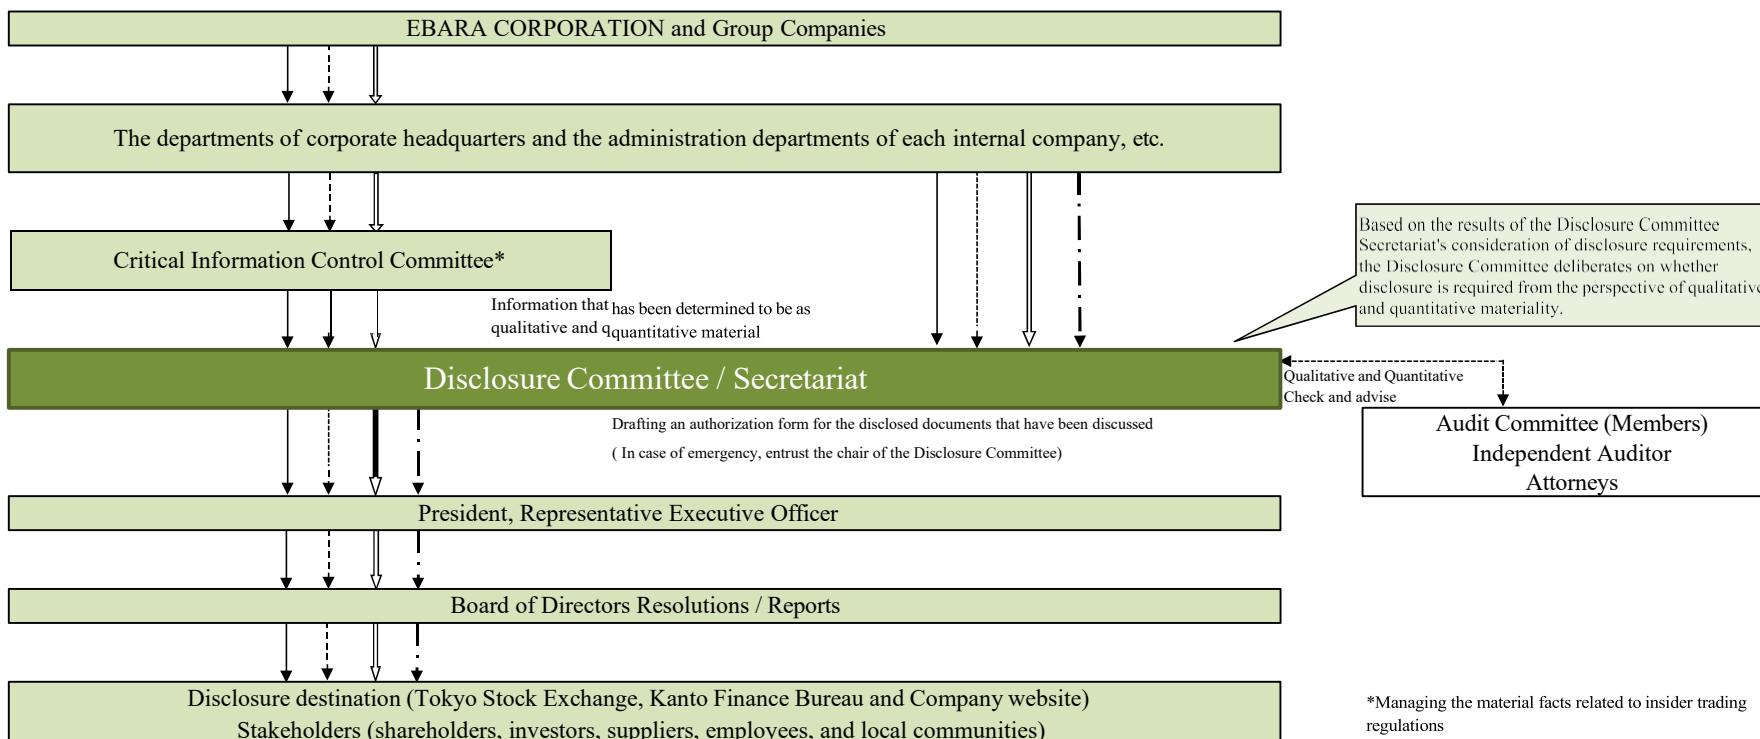 EBARA CORPORATION and Group Companies
The departments of corporate headquarters and the administration departments of each internal company, etc.
Based on the results of the Disclosure Committee
Secretariat's consideration of disclosure requirements,
the Disclosure Committee deliberates on whether
disclosure is required from the perspective of qualitative
and quantitative materiality.
Critical Information Control Committee*
Information that has been determined to be as
qualitative and q quantitative material
Disclosure Committee / Secretariat
Qualitative and Quantitative
Check and advise
Drafting an authorization form for the disclosed documents that have been discussed
( In case of emergency, entrust the chair of the Disclosure Committee)
Audit Committee (Members)
Independent Auditor
Attorneys
President, Representative Executive Officer
Board of Directors Resolutions / Reports
Disclosure destination (Tokyo Stock Exchange, Kanto Finance Bureau and Company website)
Stakeholders (shareholders, investors, suppliers, employees, and local communities)
*Managing the material facts related to insider trading
regulations